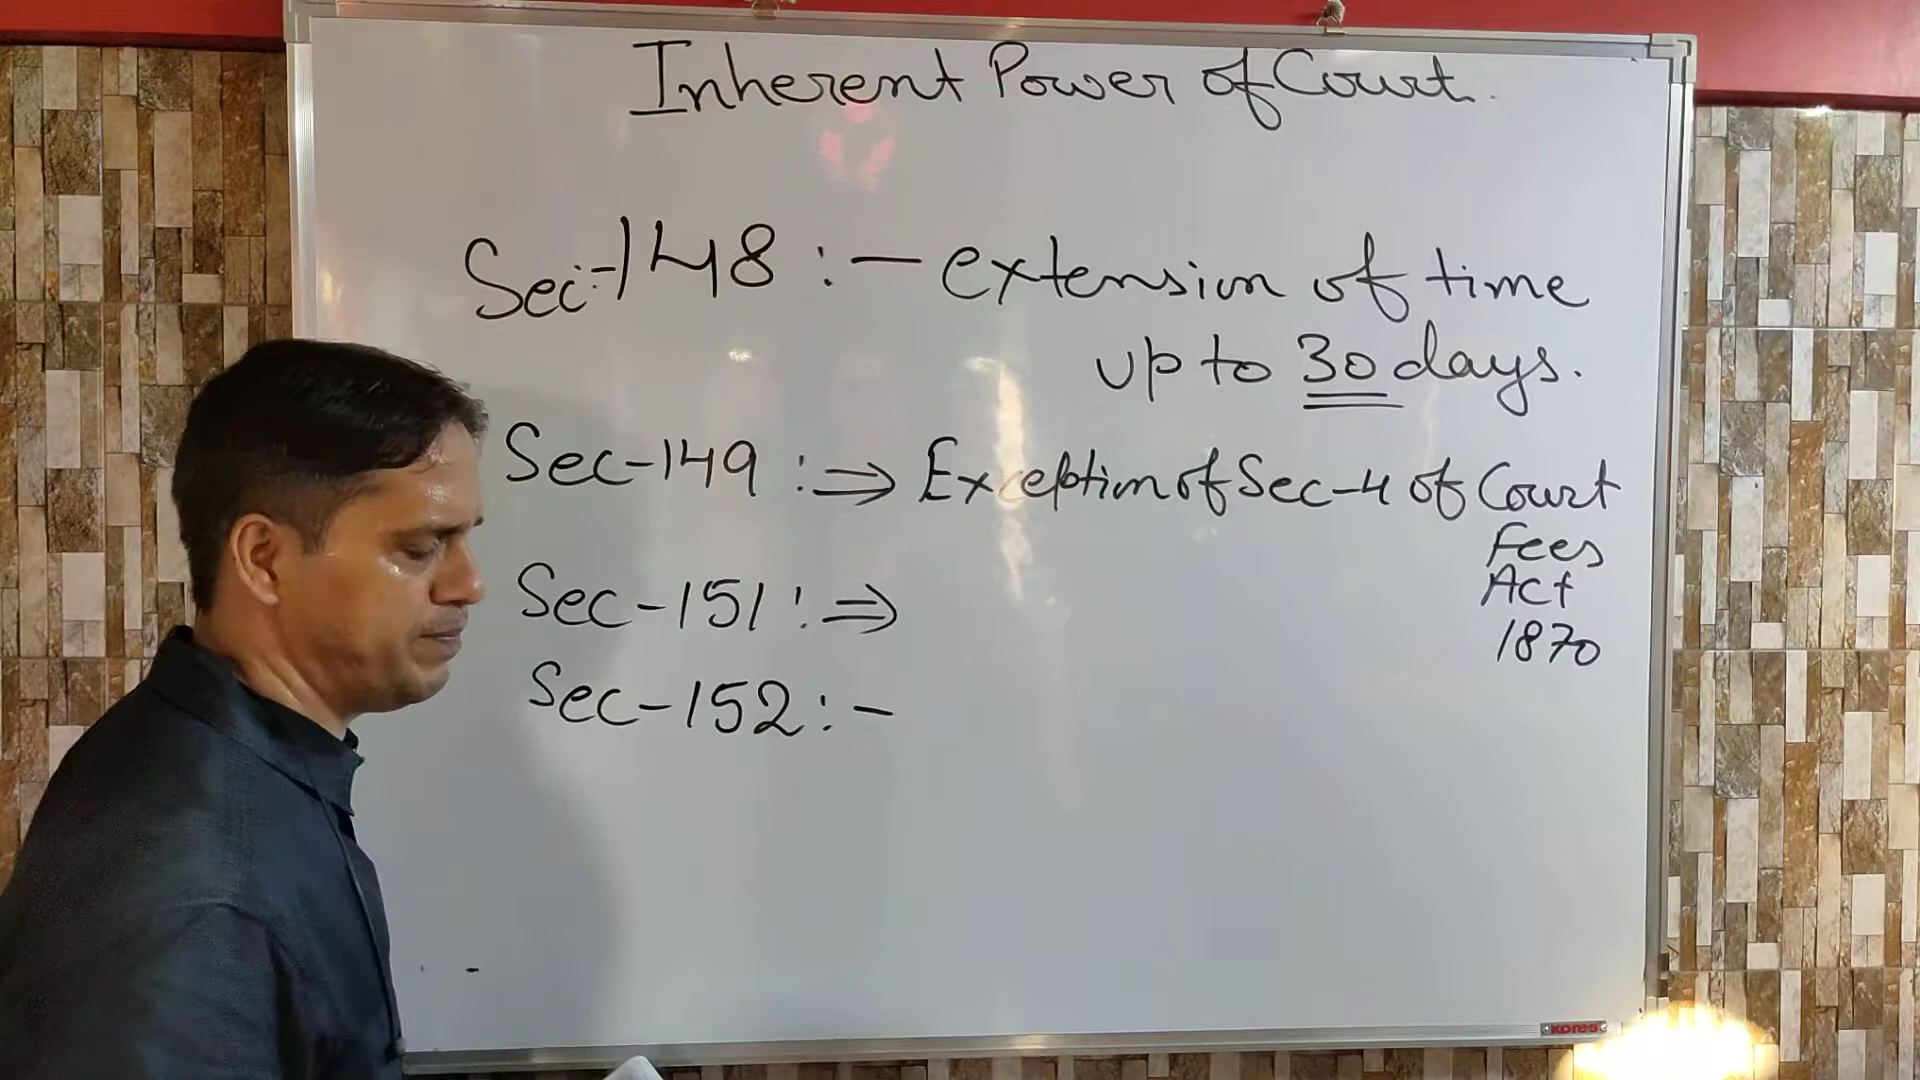 Inherent Power of Court.
Sec:-148 :- extension of time
up to 30 days.
Sec-149 :⇒ Exception of Sec-4 of Court
Fees
Act
1870
Sec-151 :⇒
Sec-152 :-
KORES